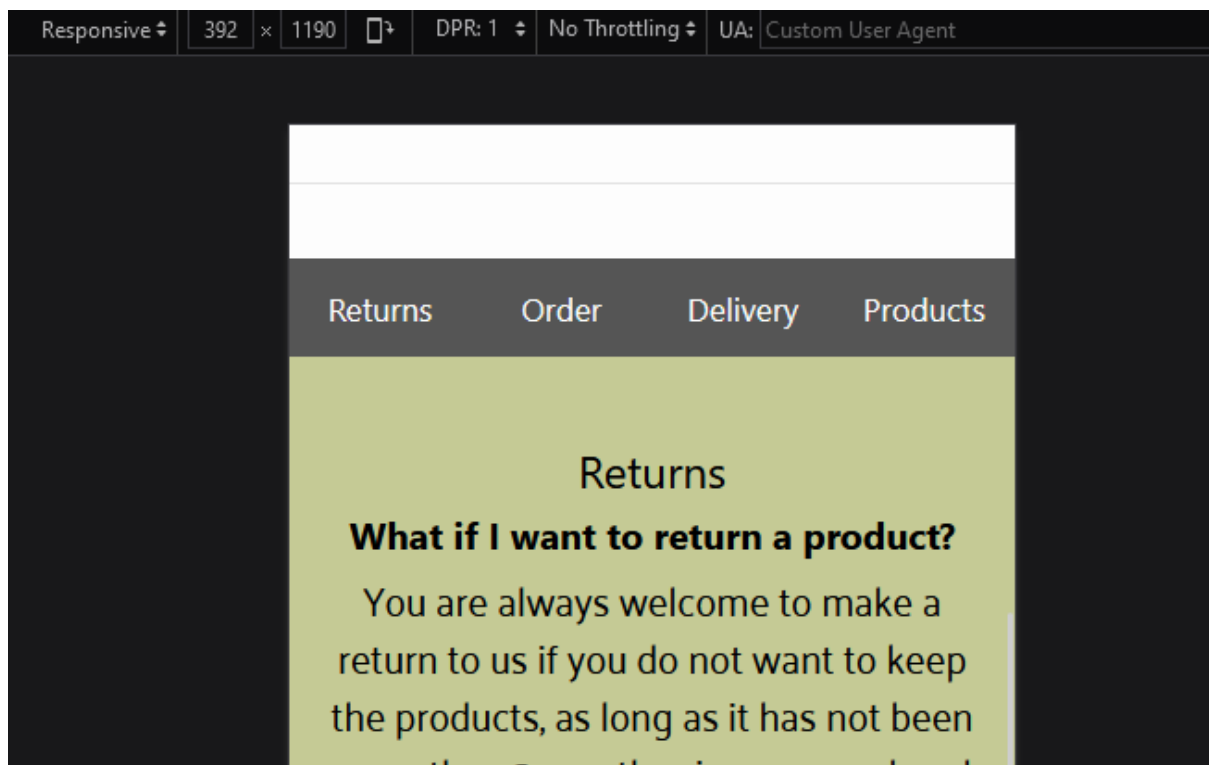 Responsive 392 × 1190 DPR: 1 No Throttling UA: Custom User Agent
Returns Order Delivery Products
Returns
What if I want to return a product?
You are always welcome to make a
return to us if you do not want to keep
the products, as long as it has not been